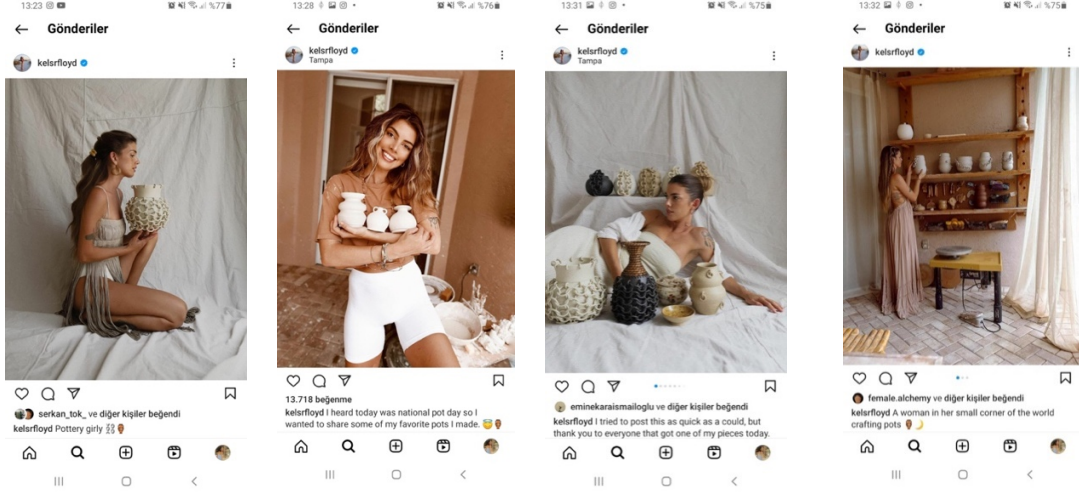 13:23
%77
Gönderiler
kelsrfloyd
serkan_tok_ ve diğer kişiler beğendi
kelsrfloyd Pottery girly
13:28
%76
Gönderiler
kelsrfloyd
Tampa
13.718 beğenme
kelsrfloyd I heard today was national pot day so I
wanted to share some of my favorite pots I made.
13:31
%75
Gönderiler
kelsrfloyd
Tampa
eminekaraismailoglu ve diğer kişiler beğendi
kelsrfloyd I tried to post this as quick as a could, but
thank you to everyone that got one of my pieces today.
13:32
%75
Gönderiler
kelsrfloyd
female.alchemy ve diğer kişiler beğendi
kelsrfloyd A woman in her small corner of the world
crafting pots